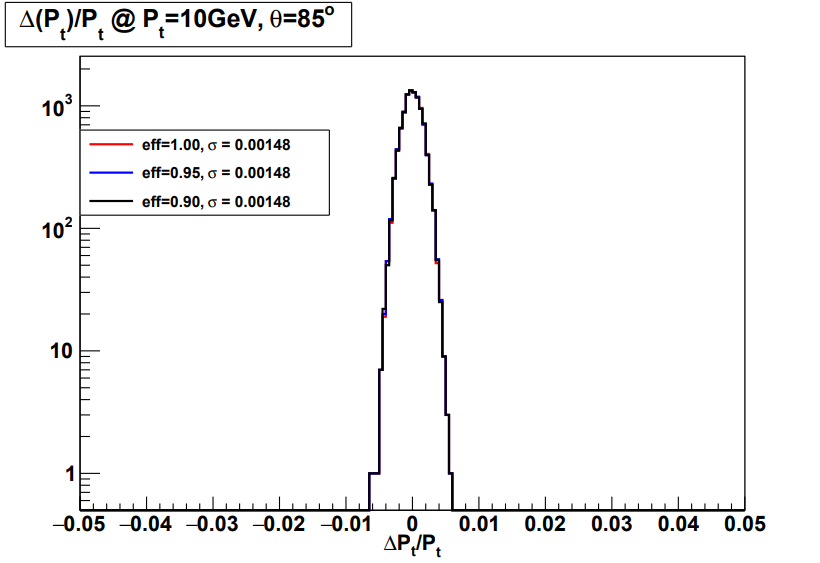 Δ(Pt)/Pt @ Pt=10GeV, θ=85°
10³
eff=1.00, σ = 0.00148
eff=0.95, σ = 0.00148
eff=0.90, σ = 0.00148
10²
10
1
−0.05 −0.04 −0.03 −0.02 −0.01 0 0.01 0.02 0.03 0.04 0.05
ΔPt/Pt